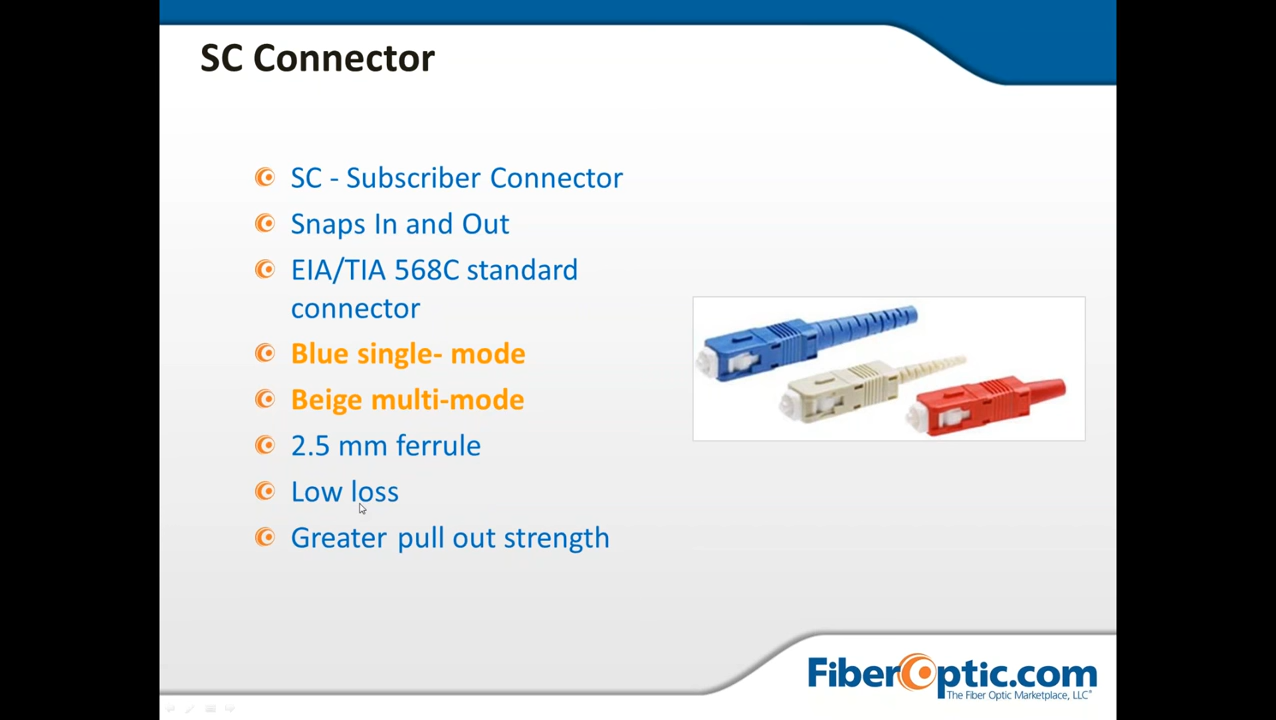 SC Connector
SC - Subscriber Connector
Snaps In and Out
EIA/TIA 568C standard
connector
Blue single- mode
Beige multi-mode
2.5 mm ferrule
Low loss
Greater pull out strength
FiberOptic.com
The Fiber Optic Marketplace, LLC®